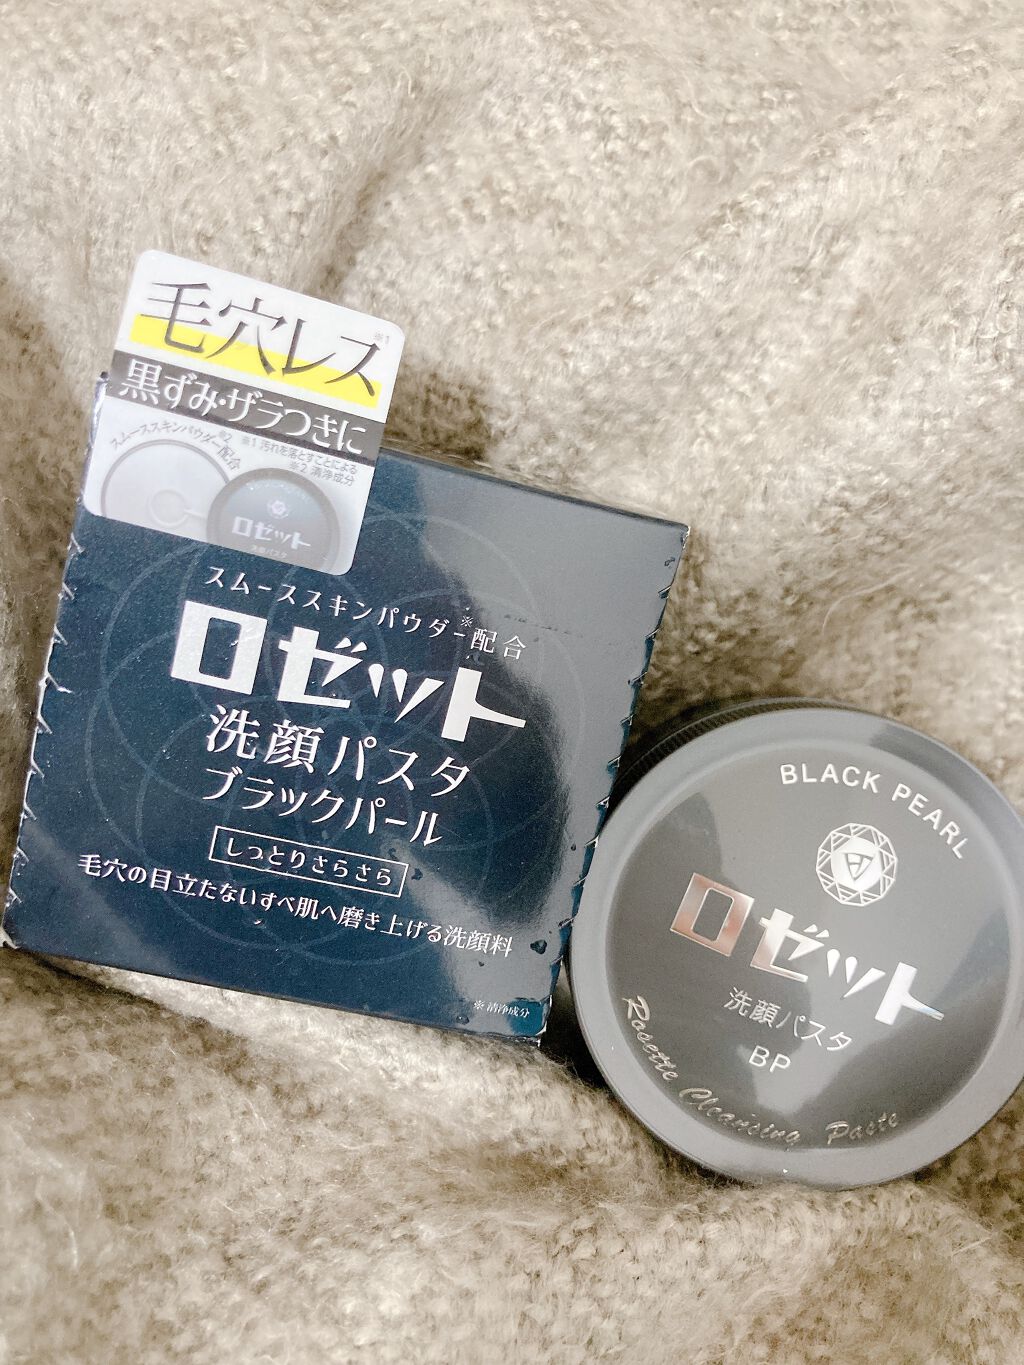 毛穴レス※1
黒ずみ・ザラつきに
スムーススキンパウダー※2配合
※1 汚れを落とすことによる
※2 清浄成分
ロゼット
洗顔パスタ
スムーススキンパウダー※配合
ロゼット
洗顔パスタ
ブラックパール
しっとりさらさら
毛穴の目立たないすべ肌へ磨き上げる洗顔料
※ 清浄成分
BLACK PEARL
ロゼット
洗顔パスタ
BP
Rosette Cleansing Paste